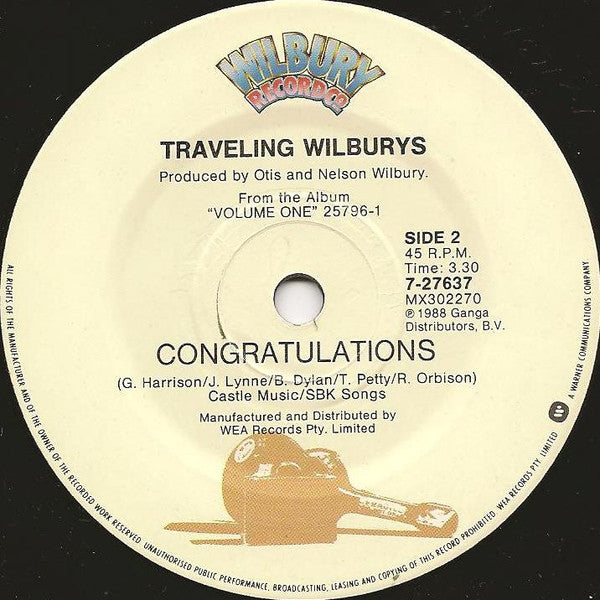 WILBURY
RECORD CO
TRAVELING WILBURYS
Produced by Otis and Nelson Wilbury.
From the Album
"VOLUME ONE" 25796-1
SIDE 2
45 R.P.M.
Time: 3.30
7-27637
MX302270
℗ 1988 Ganga
Distributors, B.V.
CONGRATULATIONS
(G. Harrison/J. Lynne/B. Dylan/T. Petty/R. Orbison)
Castle Music/SBK Songs
Manufactured and Distributed by
WEA Records Pty. Limited
ALL RIGHTS OF THE MANUFACTURER AND OF THE OWNER OF THE RECORDED WORK RESERVED. UNAUTHORISED PUBLIC PERFORMANCE, BROADCASTING, LEASING AND COPYING OF THIS RECORD PROHIBITED. WEA RECORDS PTY. LIMITED
A WARNER COMMUNICATIONS COMPANY